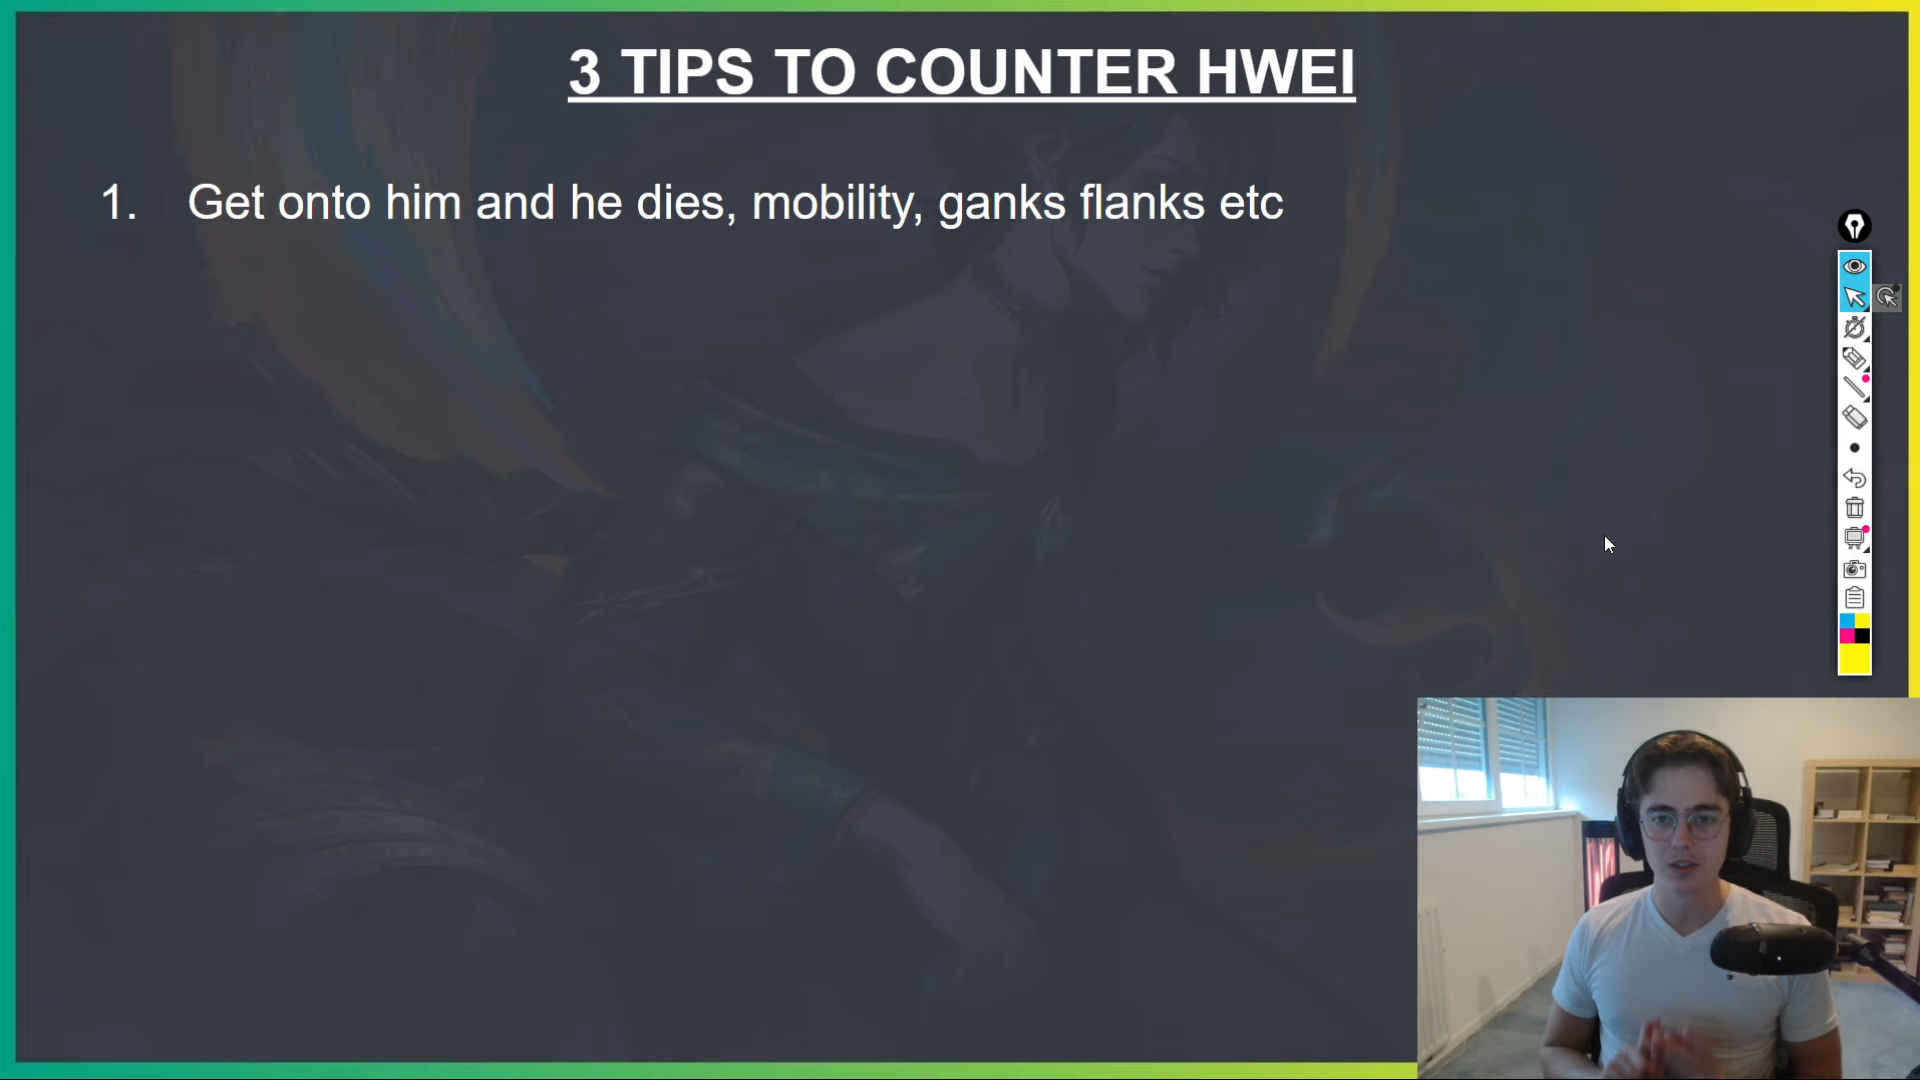 3 TIPS TO COUNTER HWEI
1. Get onto him and he dies, mobility, ganks flanks etc